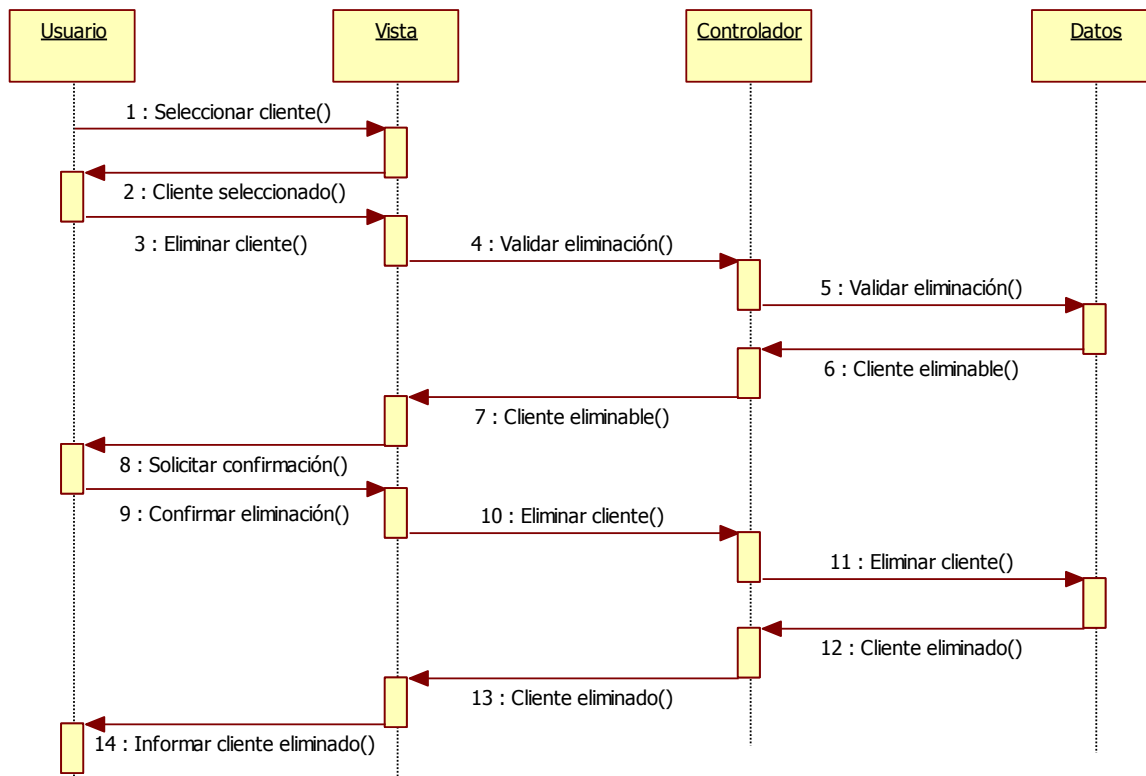 Usuario
Vista
Controlador
Datos
1 : Seleccionar cliente()
2 : Cliente seleccionado()
3 : Eliminar cliente()
4 : Validar eliminación()
5 : Validar eliminación()
6 : Cliente eliminable()
7 : Cliente eliminable()
8 : Solicitar confirmación()
9 : Confirmar eliminación()
10 : Eliminar cliente()
11 : Eliminar cliente()
12 : Cliente eliminado()
13 : Cliente eliminado()
14 : Informar cliente eliminado()